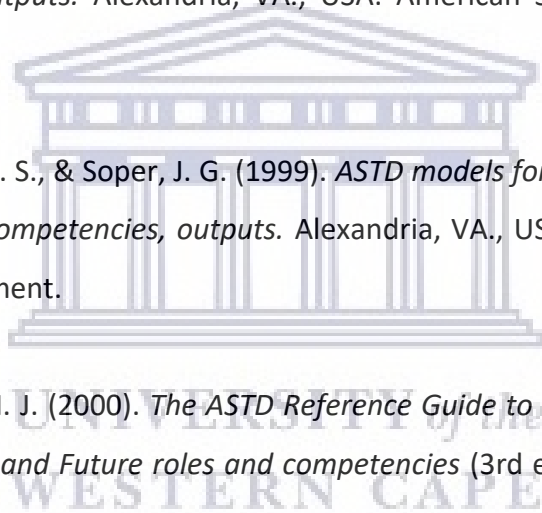 utputs. Alexandria, VA., USA: American S
. S., & Soper, J. G. (1999). ASTD models for
ompetencies, outputs. Alexandria, VA., US
ment.
. J. (2000). The ASTD Reference Guide to
UNIVERSITY of the
and Future roles and competencies (3rd e
WESTERN CAPE